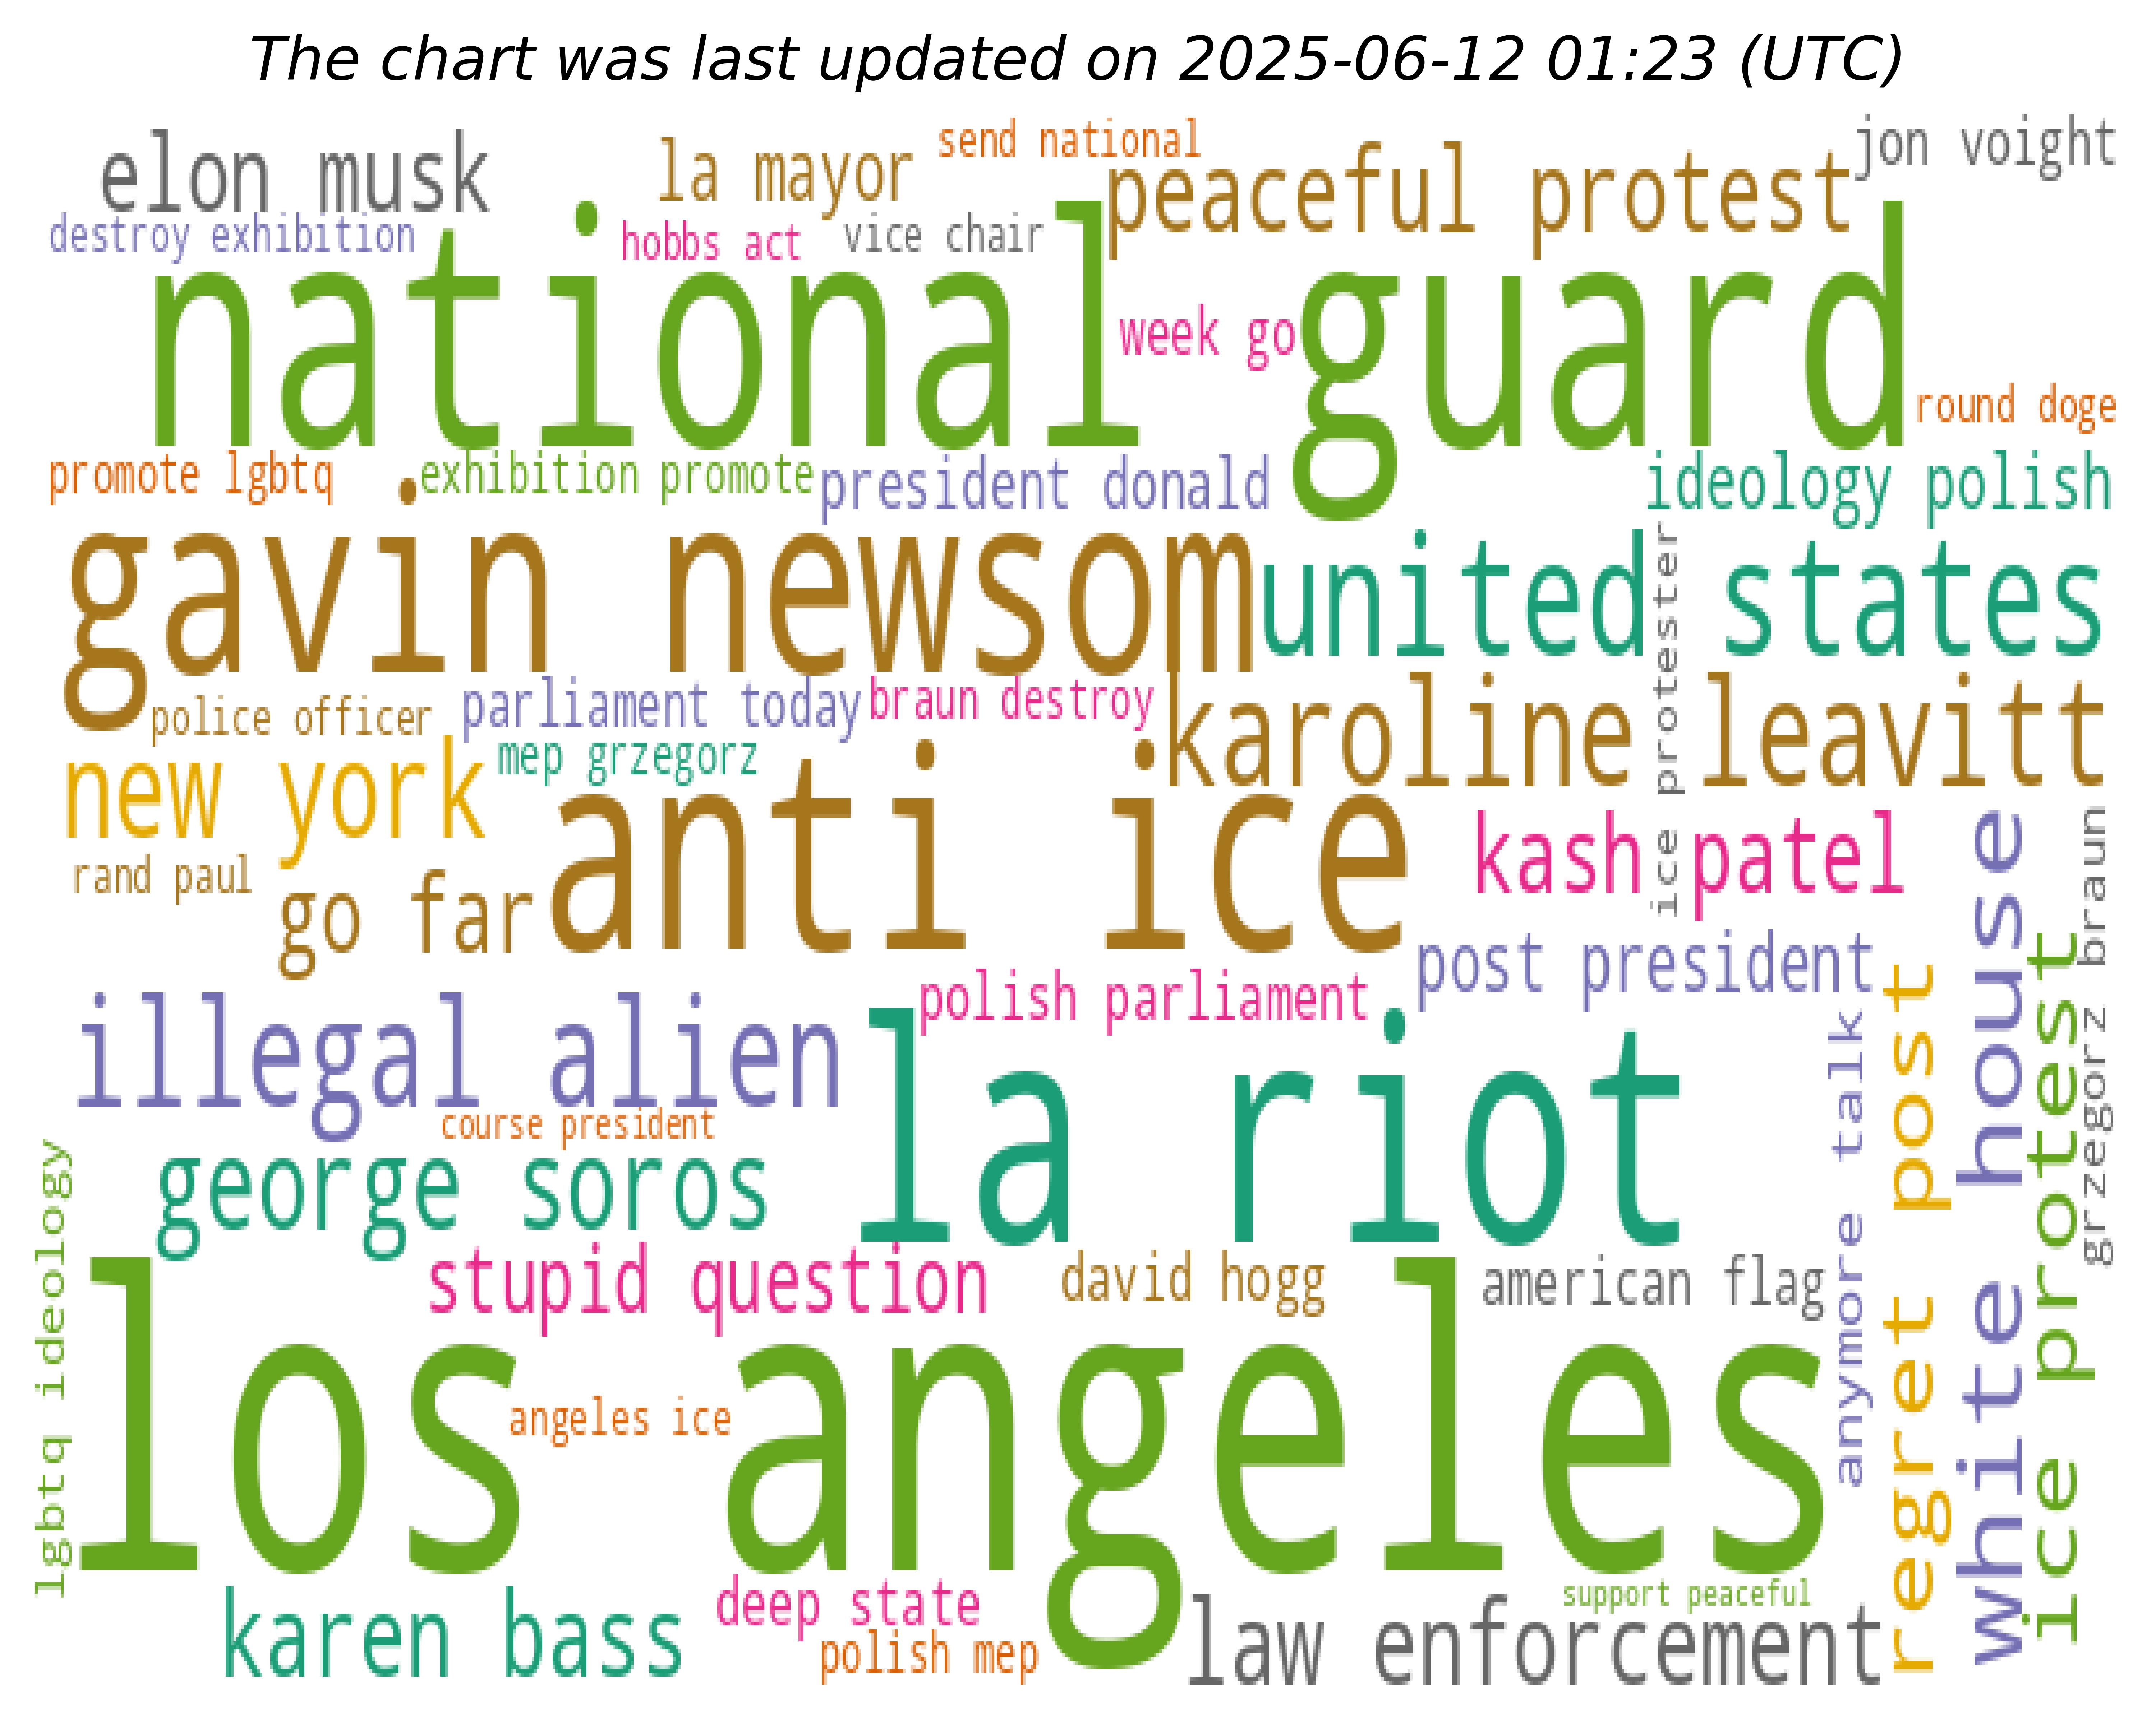 The chart was last updated on 2025-06-12 01:23 (UTC)
elon musk
la mayor
send national
peaceful protest
jon voight
destroy exhibition
hobbs act
vice chair
national guard
week go
round doge
promote lgbtq
exhibition promote
president donald
ideology polish
gavin newsom
united states
ice protester
police officer
parliament today
braun destroy
karoline leavitt
new york
mep grzegorz
anti ice
kash patel
rand paul
go far
post president
polish parliament
illegal alien
la riot
course president
george soros
stupid question
david hogg
american flag
anymore talk
regret post
white house
ice protest
grzegorz braun
lgbtq ideology
los angeles
angeles ice
karen bass
deep state
polish mep
support peaceful
law enforcement